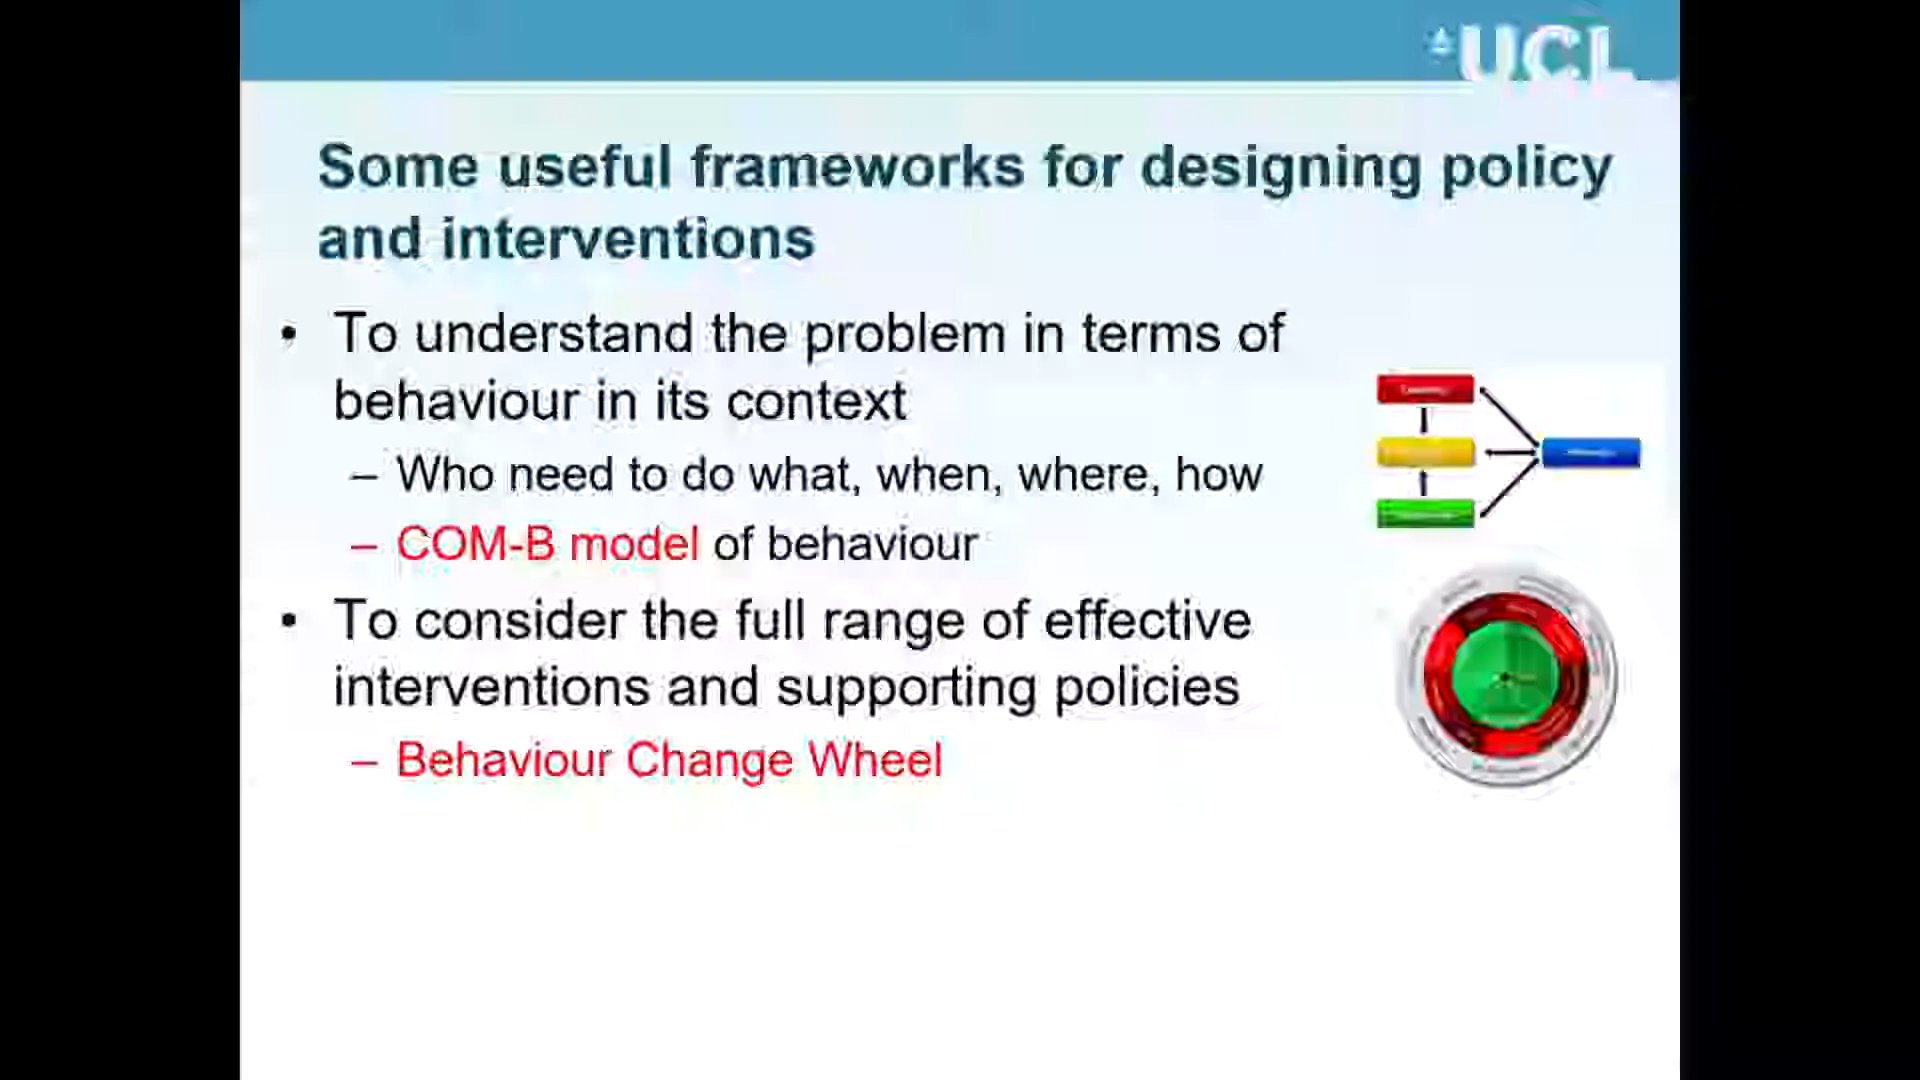 UCL
Some useful frameworks for designing policy
and interventions
• To understand the problem in terms of
behaviour in its context
– Who need to do what, when, where, how
– COM-B model of behaviour
• To consider the full range of effective
interventions and supporting policies
– Behaviour Change Wheel